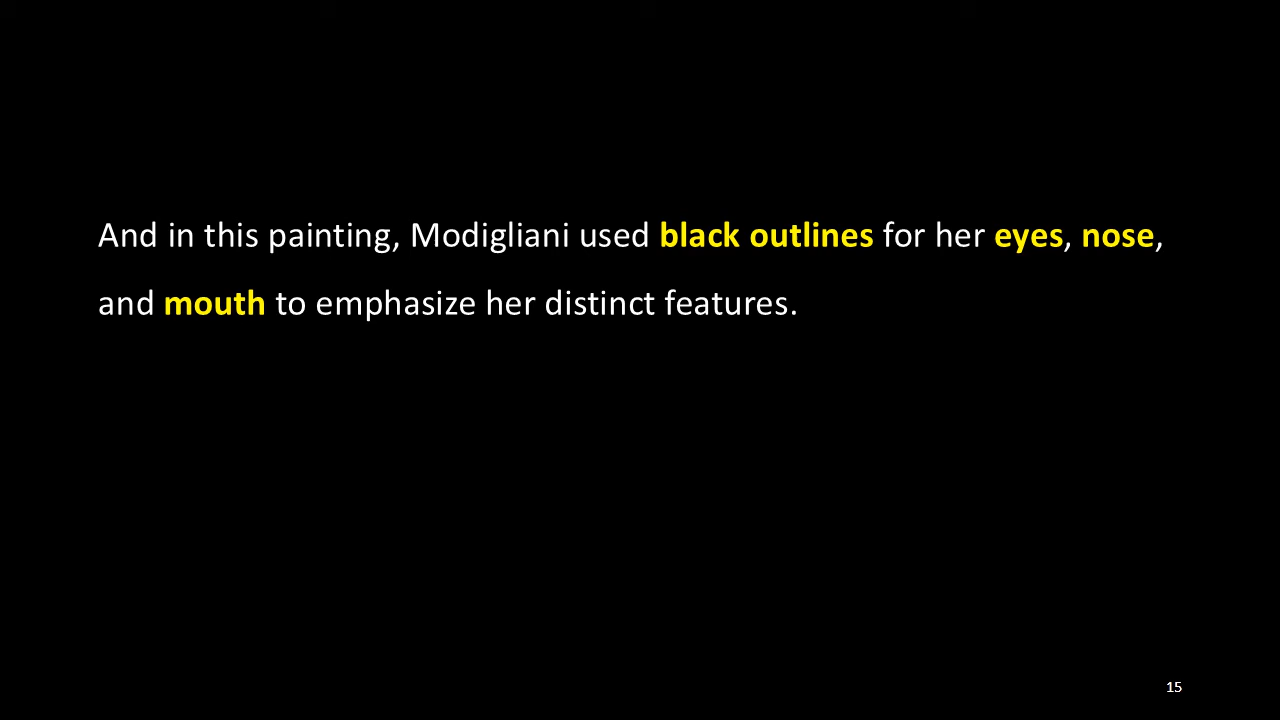 And in this painting, Modigliani used black outlines for her eyes, nose,
and mouth to emphasize her distinct features.
15